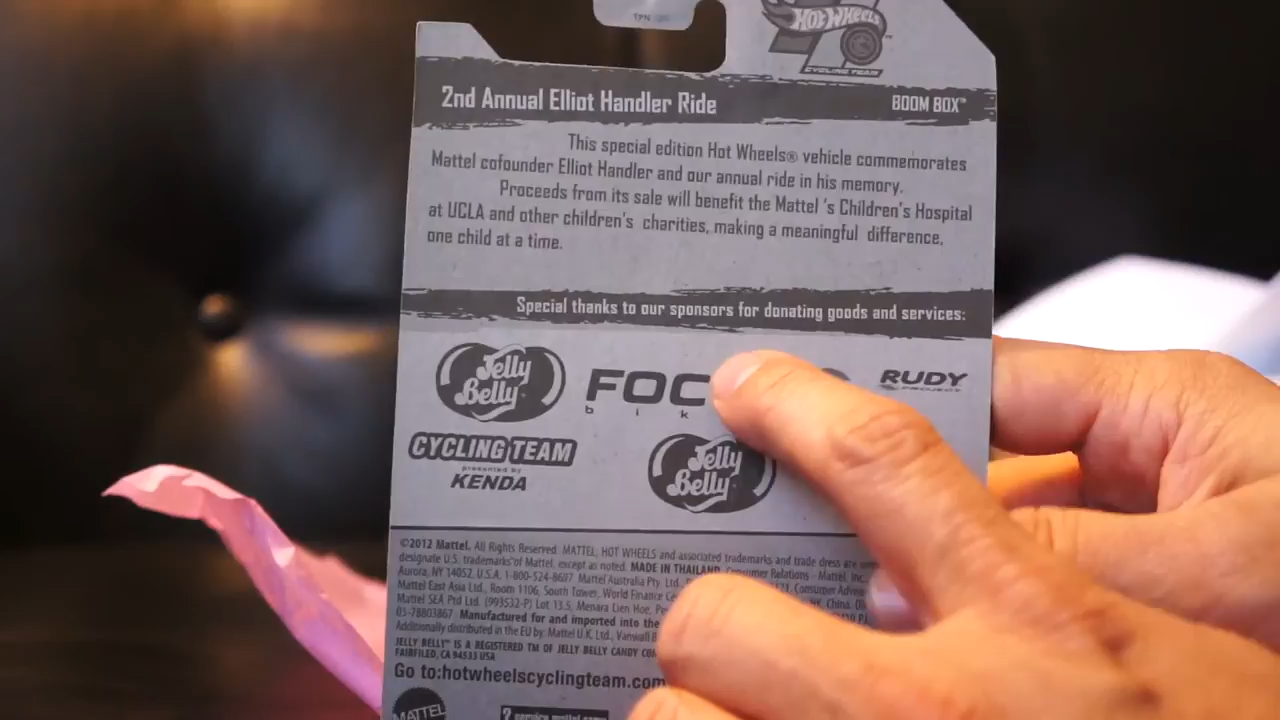 HOT WHEELS
CYCLING TEAM
2nd Annual Elliot Handler Ride
BOOM BOX™
This special edition Hot Wheels® vehicle commemorates
Mattel cofounder Elliot Handler and our annual ride in his memory.
Proceeds from its sale will benefit the Mattel 's Children's Hospital
at UCLA and other children's charities, making a meaningful difference,
one child at a time.
Special thanks to our sponsors for donating goods and services:
Jelly
Belly
FOC
b i k
RUDY
PROJECT
CYCLING TEAM
presented by
KENDA
Jelly
Belly
©2012 Mattel. All Rights Reserved. MATTEL, HOT WHEELS and associated trademarks and trade dress are
designate U.S. trademarks of Mattel, except as noted. MADE IN THAILAND. Consumer Relations - Mattel, Inc.
Aurora, NY 14052, U.S.A. 1-800-524-8697. Mattel Australia Pty. Ltd., Consumer
Mattel East Asia Ltd., Room 1106, South Tower, World Finance China.
Mattel SEA Ptd Ltd. (993532-P) Lot 13.5, Menara Lien Hoe,
03-78803867. Manufactured for and imported into the
Additionally distributed in the EU by: Mattel U.K. Ltd., Vanwall
JELLY BELLY™ IS A REGISTERED TM OF JELLY BELLY CANDY
FAIRFILED, CA 94533 USA
Go to:hotwheelscyclingteam.com
MATTEL